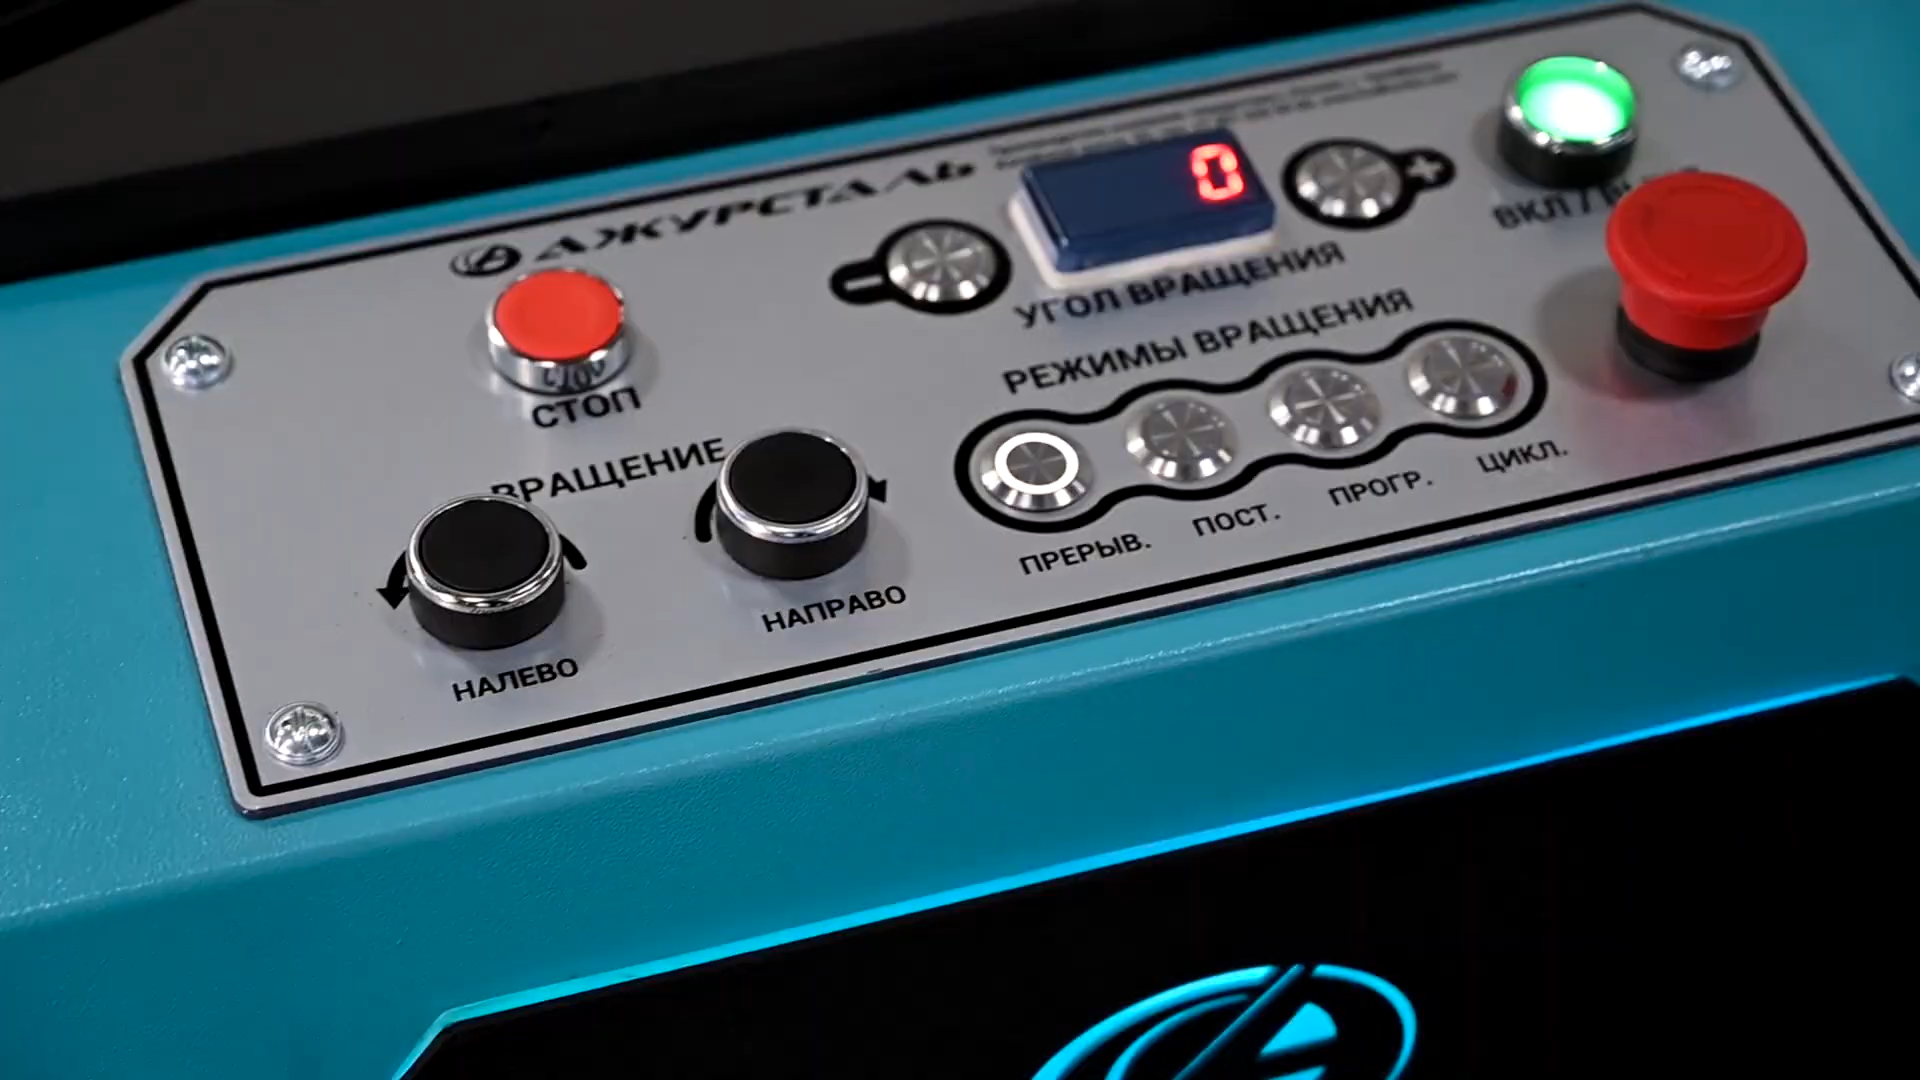 АЖУРСТАЛЬ
0
УГОЛ ВРАЩЕНИЯ
СТОП
РЕЖИМЫ ВРАЩЕНИЯ
ПРЕРЫВ. ПОСТ. ПРОГР. ЦИКЛ.
ВРАЩЕНИЕ
НАЛЕВО
НАПРАВО
ВКЛ /